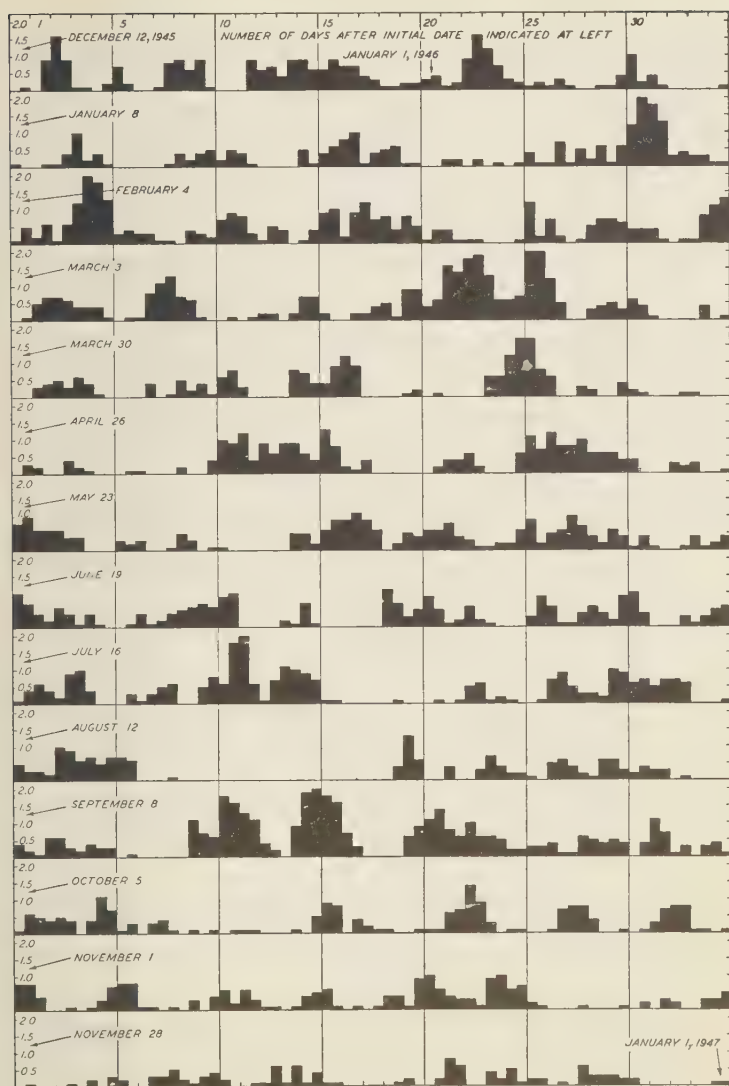 2.0 1 5 10 15 20 25 30
1.5 DECEMBER 12, 1945 NUMBER OF DAYS AFTER INITIAL DATE INDICATED AT LEFT
1.0 JANUARY 1, 1946
0.5
2.0
1.5 JANUARY 8
1.0
0.5
2.0
1.5 FEBRUARY 4
1.0
0.5
2.0
1.5 MARCH 3
1.0
0.5
2.0
1.5 MARCH 30
1.0
0.5
2.0
1.5 APRIL 26
1.0
0.5
2.0
1.5 MAY 23
1.0
2.0
1.5 JUNE 19
2.0
1.5 JULY 16
1.0
0.5
2.0
1.5 AUGUST 12
1.0
2.0
1.5 SEPTEMBER 8
1.0
0.5
2.0
1.5 OCTOBER 5
1.0
0.5
2.0
1.5 NOVEMBER 1
1.0
2.0
1.5 NOVEMBER 28 JANUARY 1, 1947
1.0
0.5